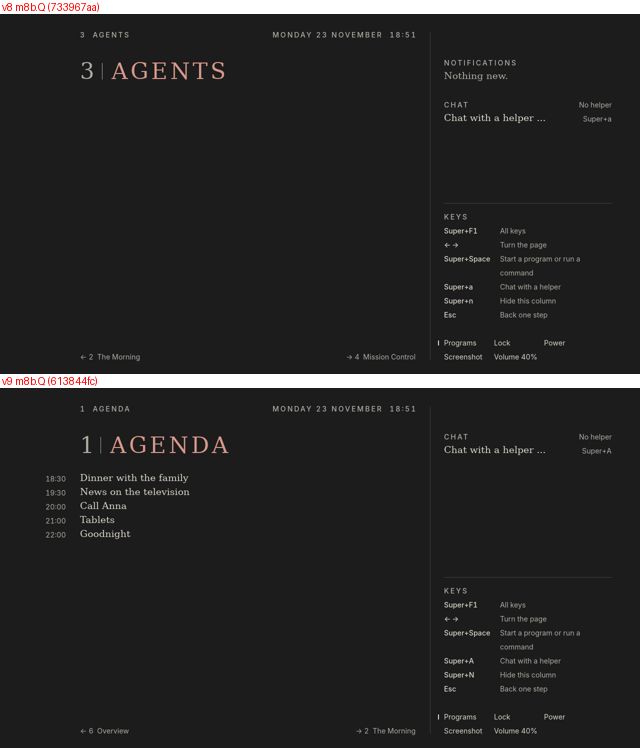 v8 m8b.Q (733967aa)
3 AGENTS
MONDAY 23 NOVEMBER 18:51
3 AGENTS
NOTIFICATIONS
Nothing new.
CHAT No helper
Chat with a helper ... Super+a
KEYS
Super+F1 All keys
← → Turn the page
Super+Space Start a program or run a
command
Super+a Chat with a helper
Super+n Hide this column
Esc Back one step
Programs Lock Power
Screenshot Volume 40%
← 2 The Morning
→ 4 Mission Control
v9 m8b.Q (613844fc)
1 AGENDA
MONDAY 23 NOVEMBER 18:51
1 AGENDA
18:30 Dinner with the family
19:30 News on the television
20:00 Call Anna
21:00 Tablets
22:00 Goodnight
CHAT No helper
Chat with a helper ... Super+A
KEYS
Super+F1 All keys
← → Turn the page
Super+Space Start a program or run a
command
Super+A Chat with a helper
Super+N Hide this column
Esc Back one step
Programs Lock Power
Screenshot Volume 40%
← 6 Overview
→ 2 The Morning